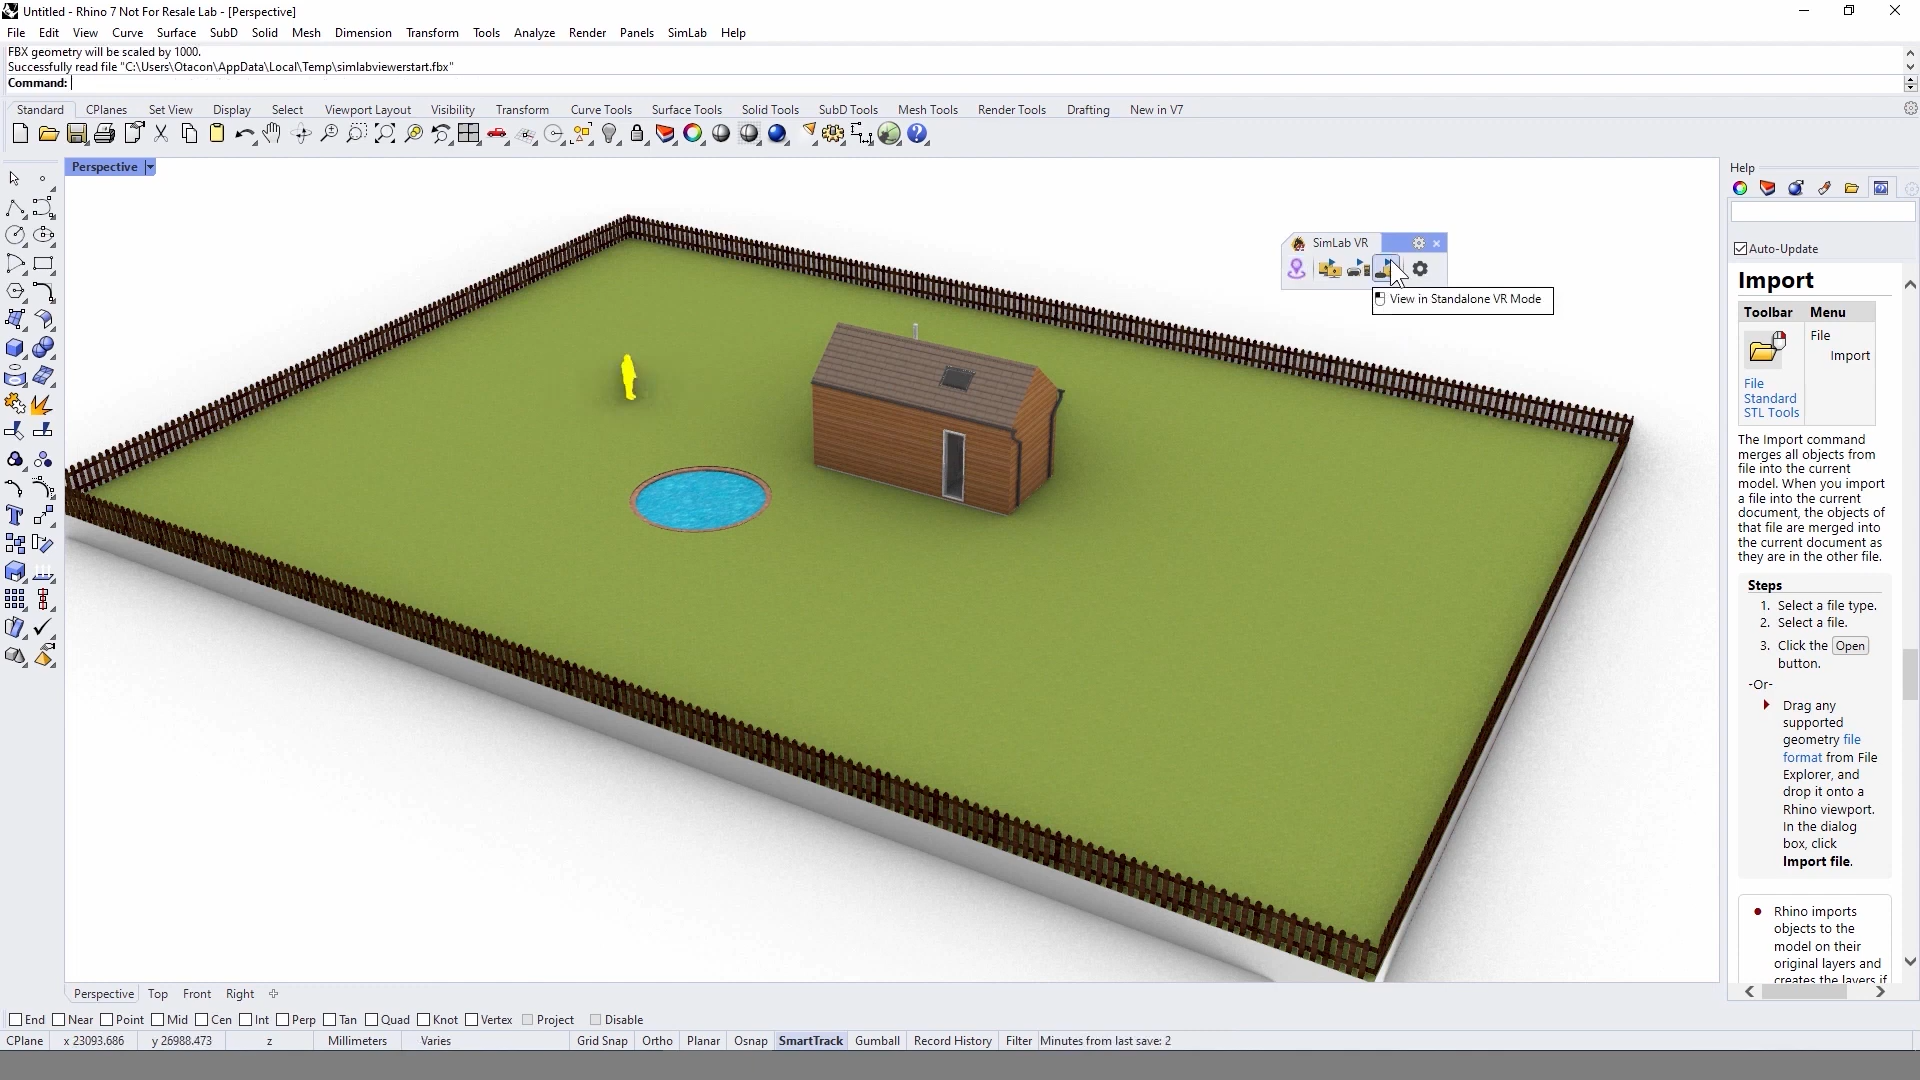 Untitled - Rhino 7 Not For Resale Lab - [Perspective]
File Edit View Curve Surface SubD Solid Mesh Dimension Transform Tools Analyze Render Panels SimLab Help
FBX geometry will be scaled by 1000.
Successfully read file "C:\Users\Otacon\AppData\Local\Temp\simlabviewerstart.fbx"
Command:
Standard CPlanes Set View Display Select Viewport Layout Visibility Transform Curve Tools Surface Tools Solid Tools SubD Tools Mesh Tools Render Tools Drafting New in V7
Perspective
SimLab VR
View in Standalone VR Mode
Help
Auto-Update
Import
Toolbar Menu
File
Import
File
Standard
STL Tools
The Import command
merges all objects from
file into the current
model. When you import
a file into the current
document, the objects of
that file are merged into
the current document as
they are in the other file.
Steps
1. Select a file type.
2. Select a file.
3. Click the Open
button.
-Or-
Drag any
supported
geometry file
format from File
Explorer, and
drop it onto a
Rhino viewport.
In the dialog
box, click
Import file.
Rhino imports
objects to the
model on their
original layers and
creates the layers if
Perspective Top Front Right
End Near Point Mid Cen Int Perp Tan Quad Knot Vertex Project Disable
CPlane x 23093.686 y 26988.473 z Millimeters Varies Grid Snap Ortho Planar Osnap SmartTrack Gumball Record History Filter Minutes from last save: 2